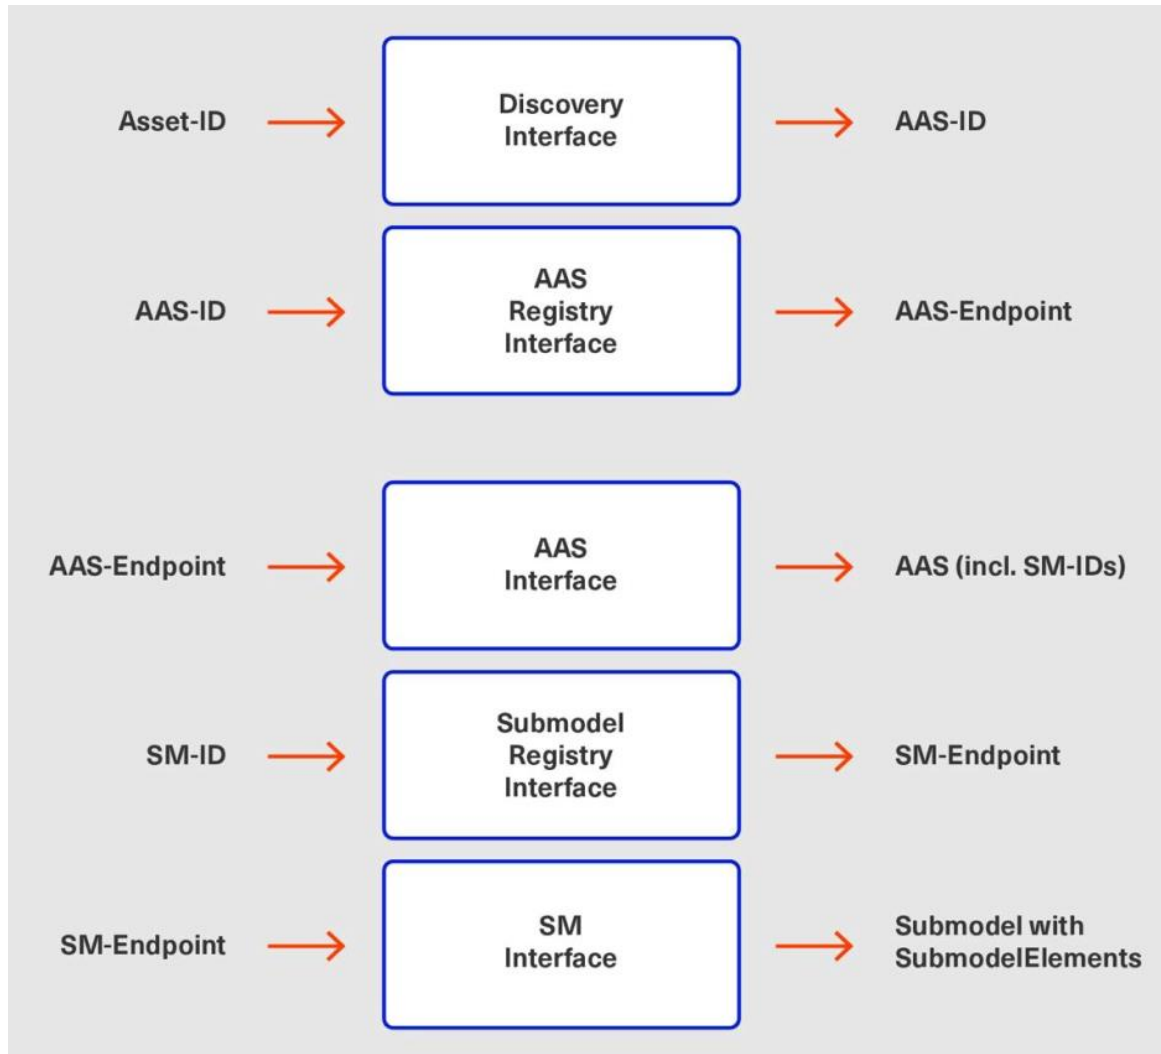 Asset-ID
Discovery
Interface
AAS-ID
AAS-ID
AAS
Registry
Interface
AAS-Endpoint
AAS-Endpoint
AAS
Interface
AAS (incl. SM-IDs)
SM-ID
Submodel
Registry
Interface
SM-Endpoint
SM-Endpoint
SM
Interface
Submodel with
SubmodelElements